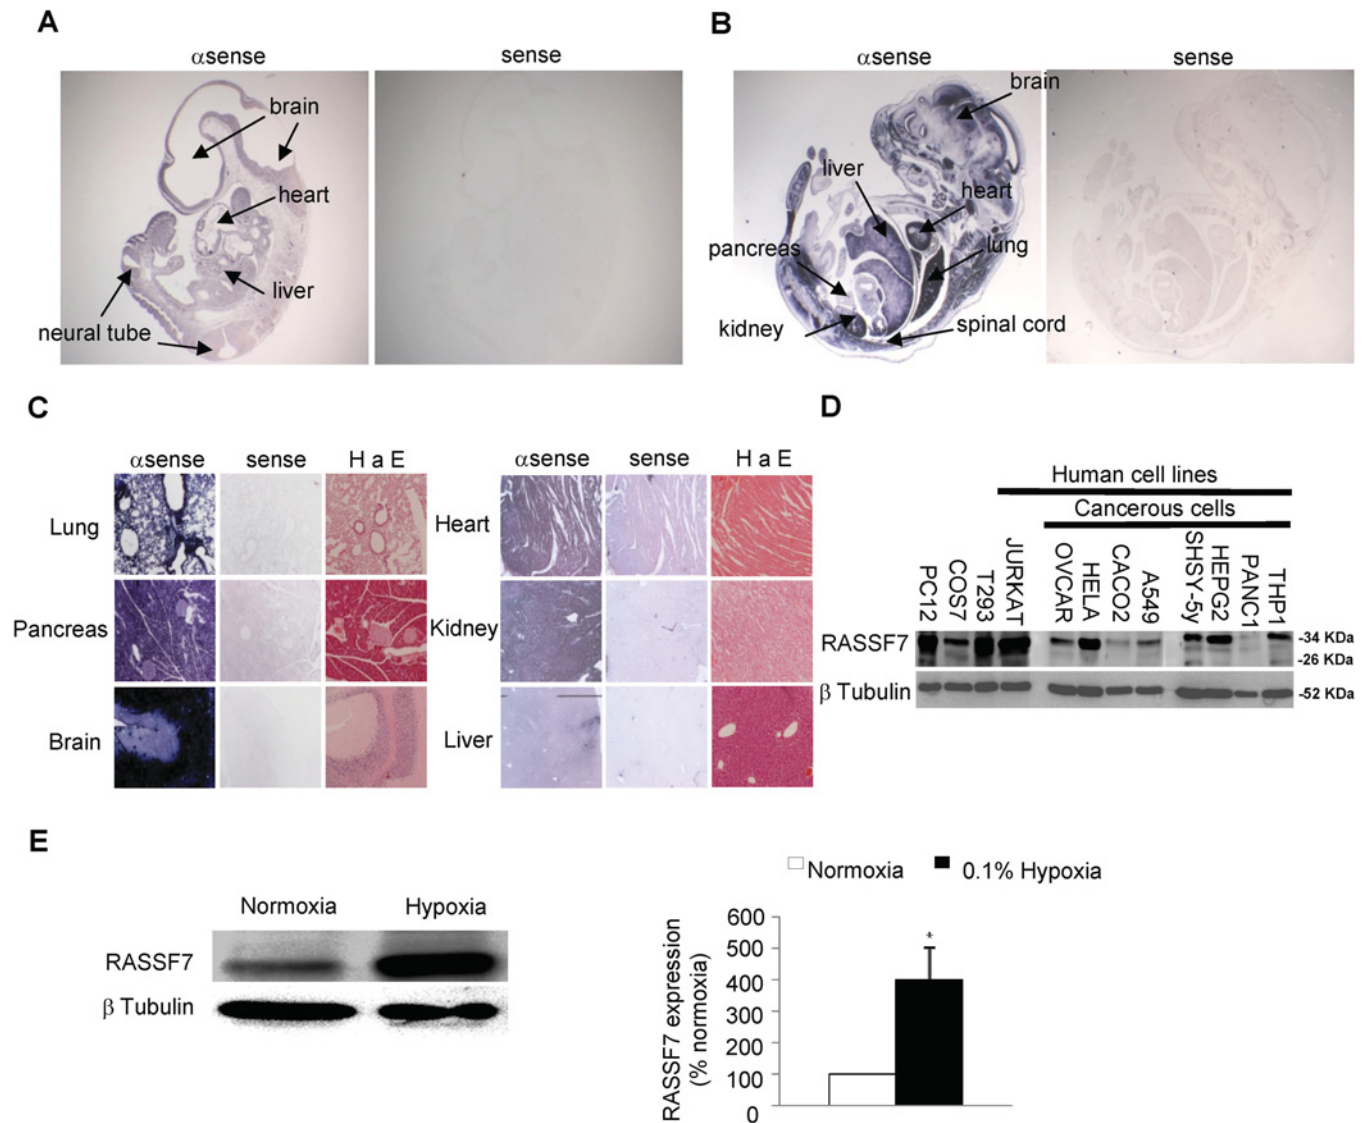 A
αsense
sense
brain
heart
liver
neural tube
B
αsense
sense
brain
liver
heart
pancreas
lung
kidney
spinal cord
C
αsense sense H a E
Lung
Pancreas
Brain
αsense sense H a E
Heart
Kidney
Liver
D
Human cell lines
Cancerous cells
PC12
COS7
T293
JURKAT
OVCAR
HELA
CACO2
A549
SHSY-5y
HEPG2
PANC1
THP1
RASSF7
-34 KDa
-26 KDa
β Tubulin
-52 KDa
E
Normoxia Hypoxia
RASSF7
β Tubulin
Normoxia 0.1% Hypoxia
RASSF7 expression
(% normoxia)
600
500
400
300
200
100
0
*